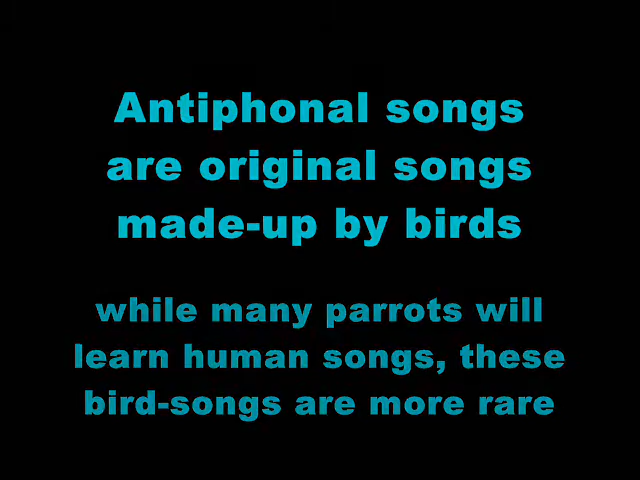 Antiphonal songs
are original songs
made-up by birds
while many parrots will
learn human songs, these
bird-songs are more rare